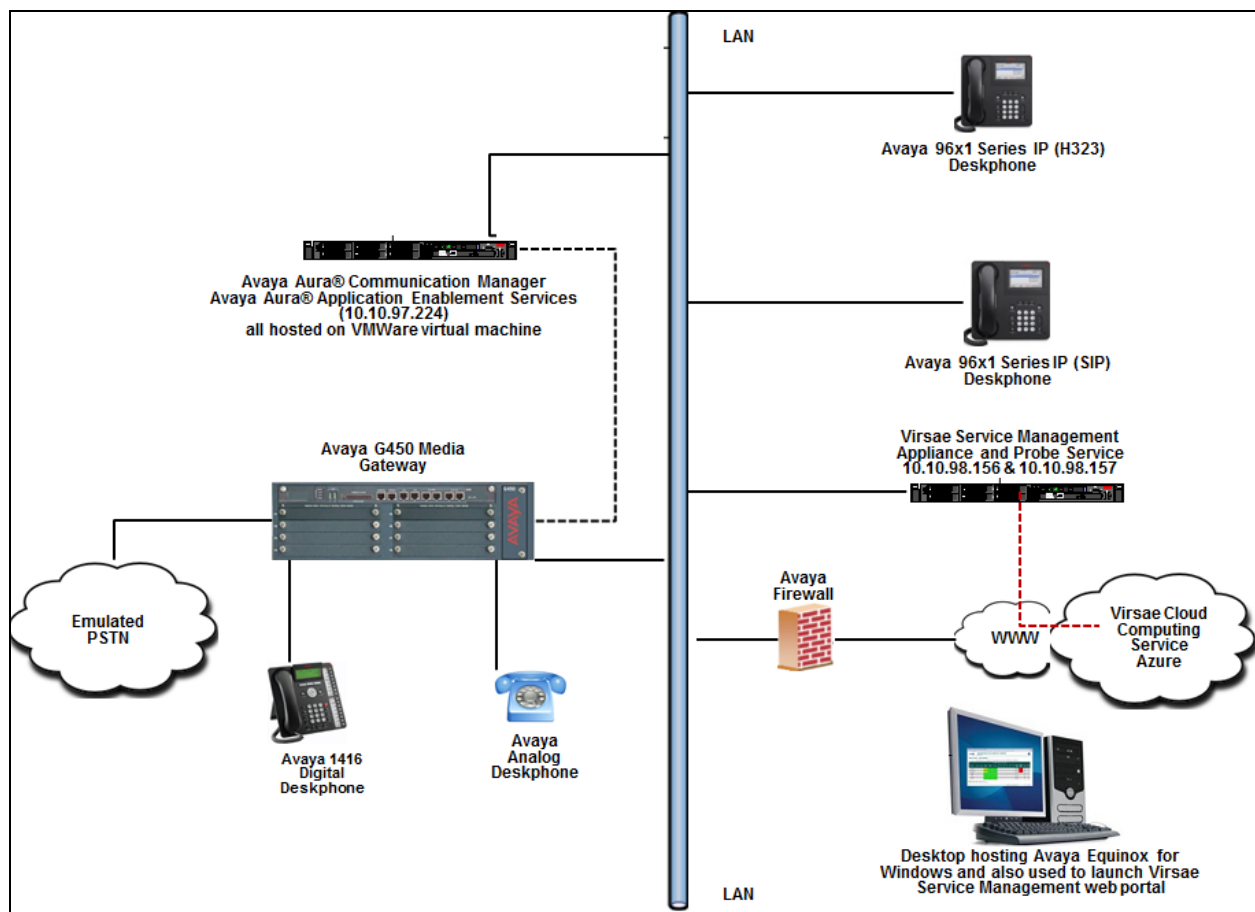 LAN
Avaya 96x1 Series IP (H323)
Deskphone
Avaya Aura® Communication Manager
Avaya Aura® Application Enablement Services
(10.10.97.224)
all hosted on VMWare virtual machine
Avaya 96x1 Series IP (SIP)
Deskphone
Avaya G450 Media
Gateway
AVAYA
Virsae Service Management
Appliance and Probe Service
10.10.98.156 & 10.10.98.157
Emulated
PSTN
Avaya
Firewall
WWW
Virsae Cloud
Computing
Service
Azure
Avaya 1416
Digital
Deskphone
Avaya
Analog
Deskphone
Desktop hosting Avaya Equinox for
Windows and also used to launch Virsae
Service Management web portal
LAN